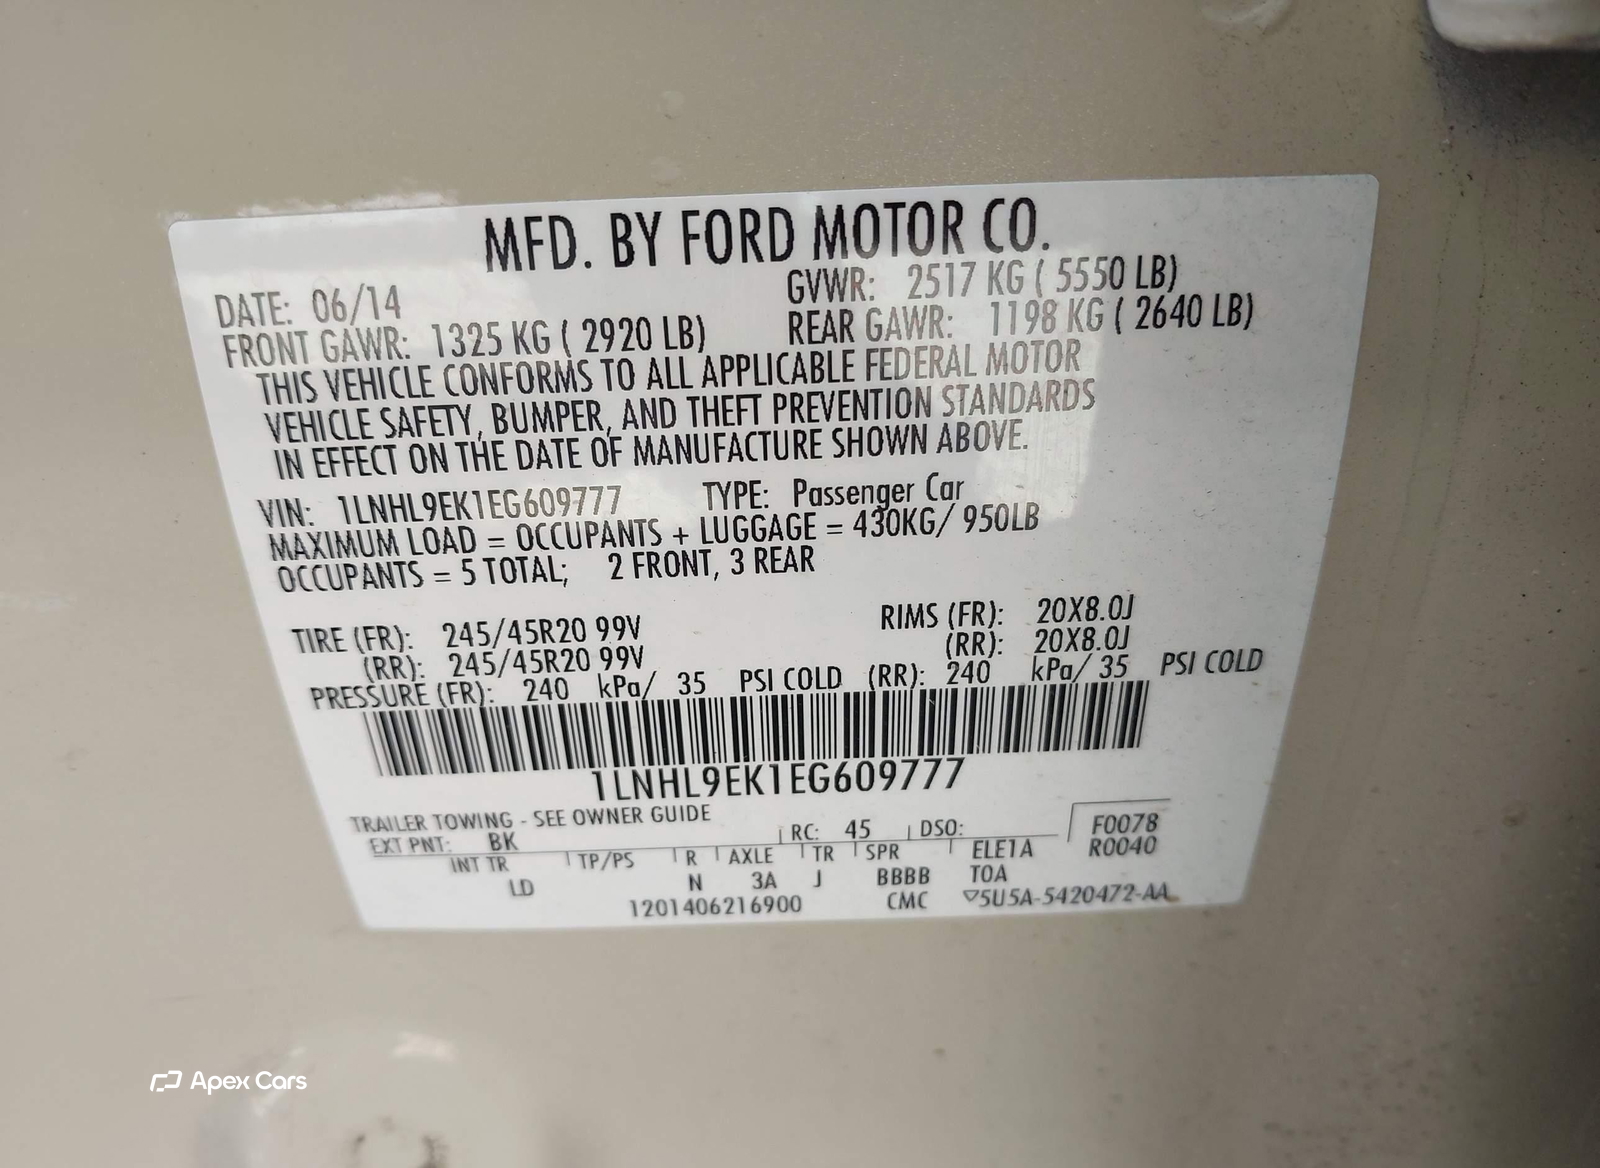 MFD. BY FORD MOTOR CO.
DATE: 06/14 GVWR: 2517 KG ( 5550 LB)
FRONT GAWR: 1325 KG ( 2920 LB) REAR GAWR: 1198 KG ( 2640 LB)
THIS VEHICLE CONFORMS TO ALL APPLICABLE FEDERAL MOTOR
VEHICLE SAFETY, BUMPER, AND THEFT PREVENTION STANDARDS
IN EFFECT ON THE DATE OF MANUFACTURE SHOWN ABOVE.
VIN: 1LNHL9EK1EG609777 TYPE: Passenger Car
MAXIMUM LOAD = OCCUPANTS + LUGGAGE = 430KG/ 950LB
OCCUPANTS = 5 TOTAL; 2 FRONT, 3 REAR
TIRE (FR): 245/45R20 99V RIMS (FR): 20X8.0J
(RR): 245/45R20 99V (RR): 20X8.0J
PRESSURE (FR): 240 kPa/ 35 PSI COLD (RR): 240 kPa/ 35 PSI COLD
1LNHL9EK1EG609777
TRAILER TOWING - SEE OWNER GUIDE
EXT PNT: BK RC: 45 DSO: F0078
INT TR TP/PS R AXLE TR SPR ELE1A R0040
LD N 3A J BBBB TOA
1201406216900 CMC 5U5A-5420472-AA
Apex Cars